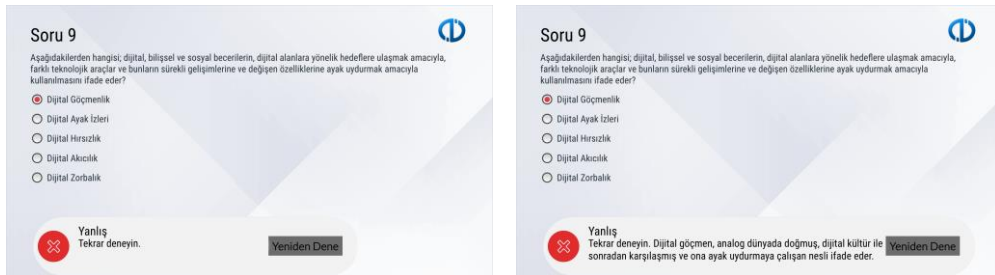 Soru 9
Aşağıdakilerden hangisi; dijital, bilişsel ve sosyal becerilerin, dijital alanlara yönelik hedeflere ulaşmak amacıyla,
farklı teknolojik araçlar ve bunların sürekli gelişimlerine ve değişen özelliklerine ayak uydurmak amacıyla
kullanılmasını ifade eder?
Dijital Göçmenlik
Dijital Ayak İzleri
Dijital Hırsızlık
Dijital Akıcılık
Dijital Zorbalık
Yanlış
Tekrar deneyin.
Yeniden Dene
Soru 9
Aşağıdakilerden hangisi; dijital, bilişsel ve sosyal becerilerin, dijital alanlara yönelik hedeflere ulaşmak amacıyla,
farklı teknolojik araçlar ve bunların sürekli gelişimlerine ve değişen özelliklerine ayak uydurmak amacıyla
kullanılmasını ifade eder?
Dijital Göçmenlik
Dijital Ayak İzleri
Dijital Hırsızlık
Dijital Akıcılık
Dijital Zorbalık
Yanlış
Tekrar deneyin. Dijital göçmen, analog dünyada doğmuş, dijital kültür ile
sonradan karşılaşmış ve ona ayak uydurmaya çalışan nesli ifade eder.
Yeniden Dene